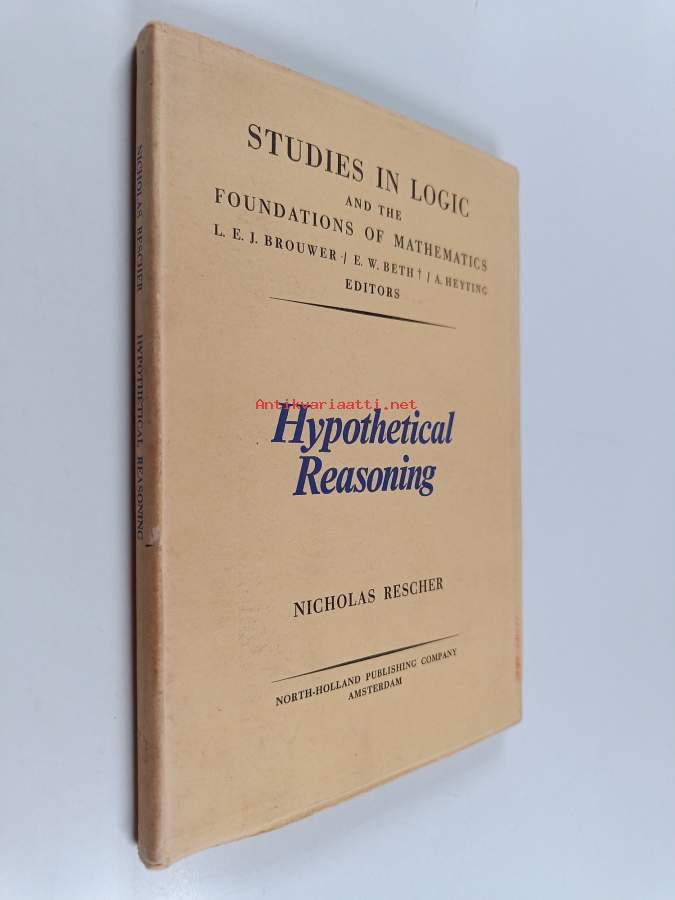 STUDIES IN LOGIC
AND THE
FOUNDATIONS OF MATHEMATICS
L. E. J. BROUWER / E. W. BETH † / A. HEYTING
EDITORS
Antikvariaatti.net
Hypothetical
Reasoning
NICHOLAS RESCHER
NORTH-HOLLAND PUBLISHING COMPANY
AMSTERDAM
NICHOLAS RESCHER HYPOTHETICAL REASONING